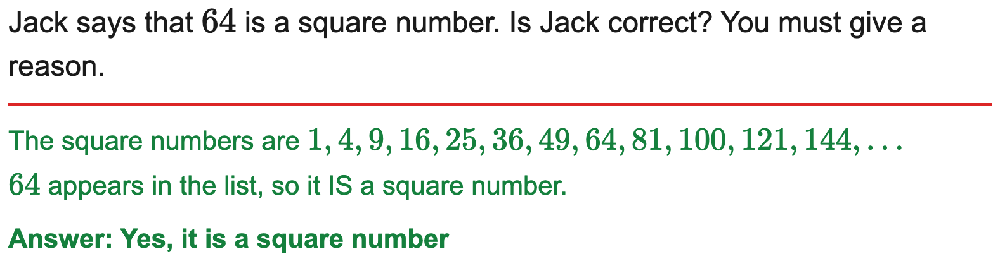 Jack says that 64 is a square number. Is Jack correct? You must give a
reason.
The square numbers are 1, 4, 9, 16, 25, 36, 49, 64, 81, 100, 121, 144, . . .
64 appears in the list, so it IS a square number.
Answer: Yes, it is a square number